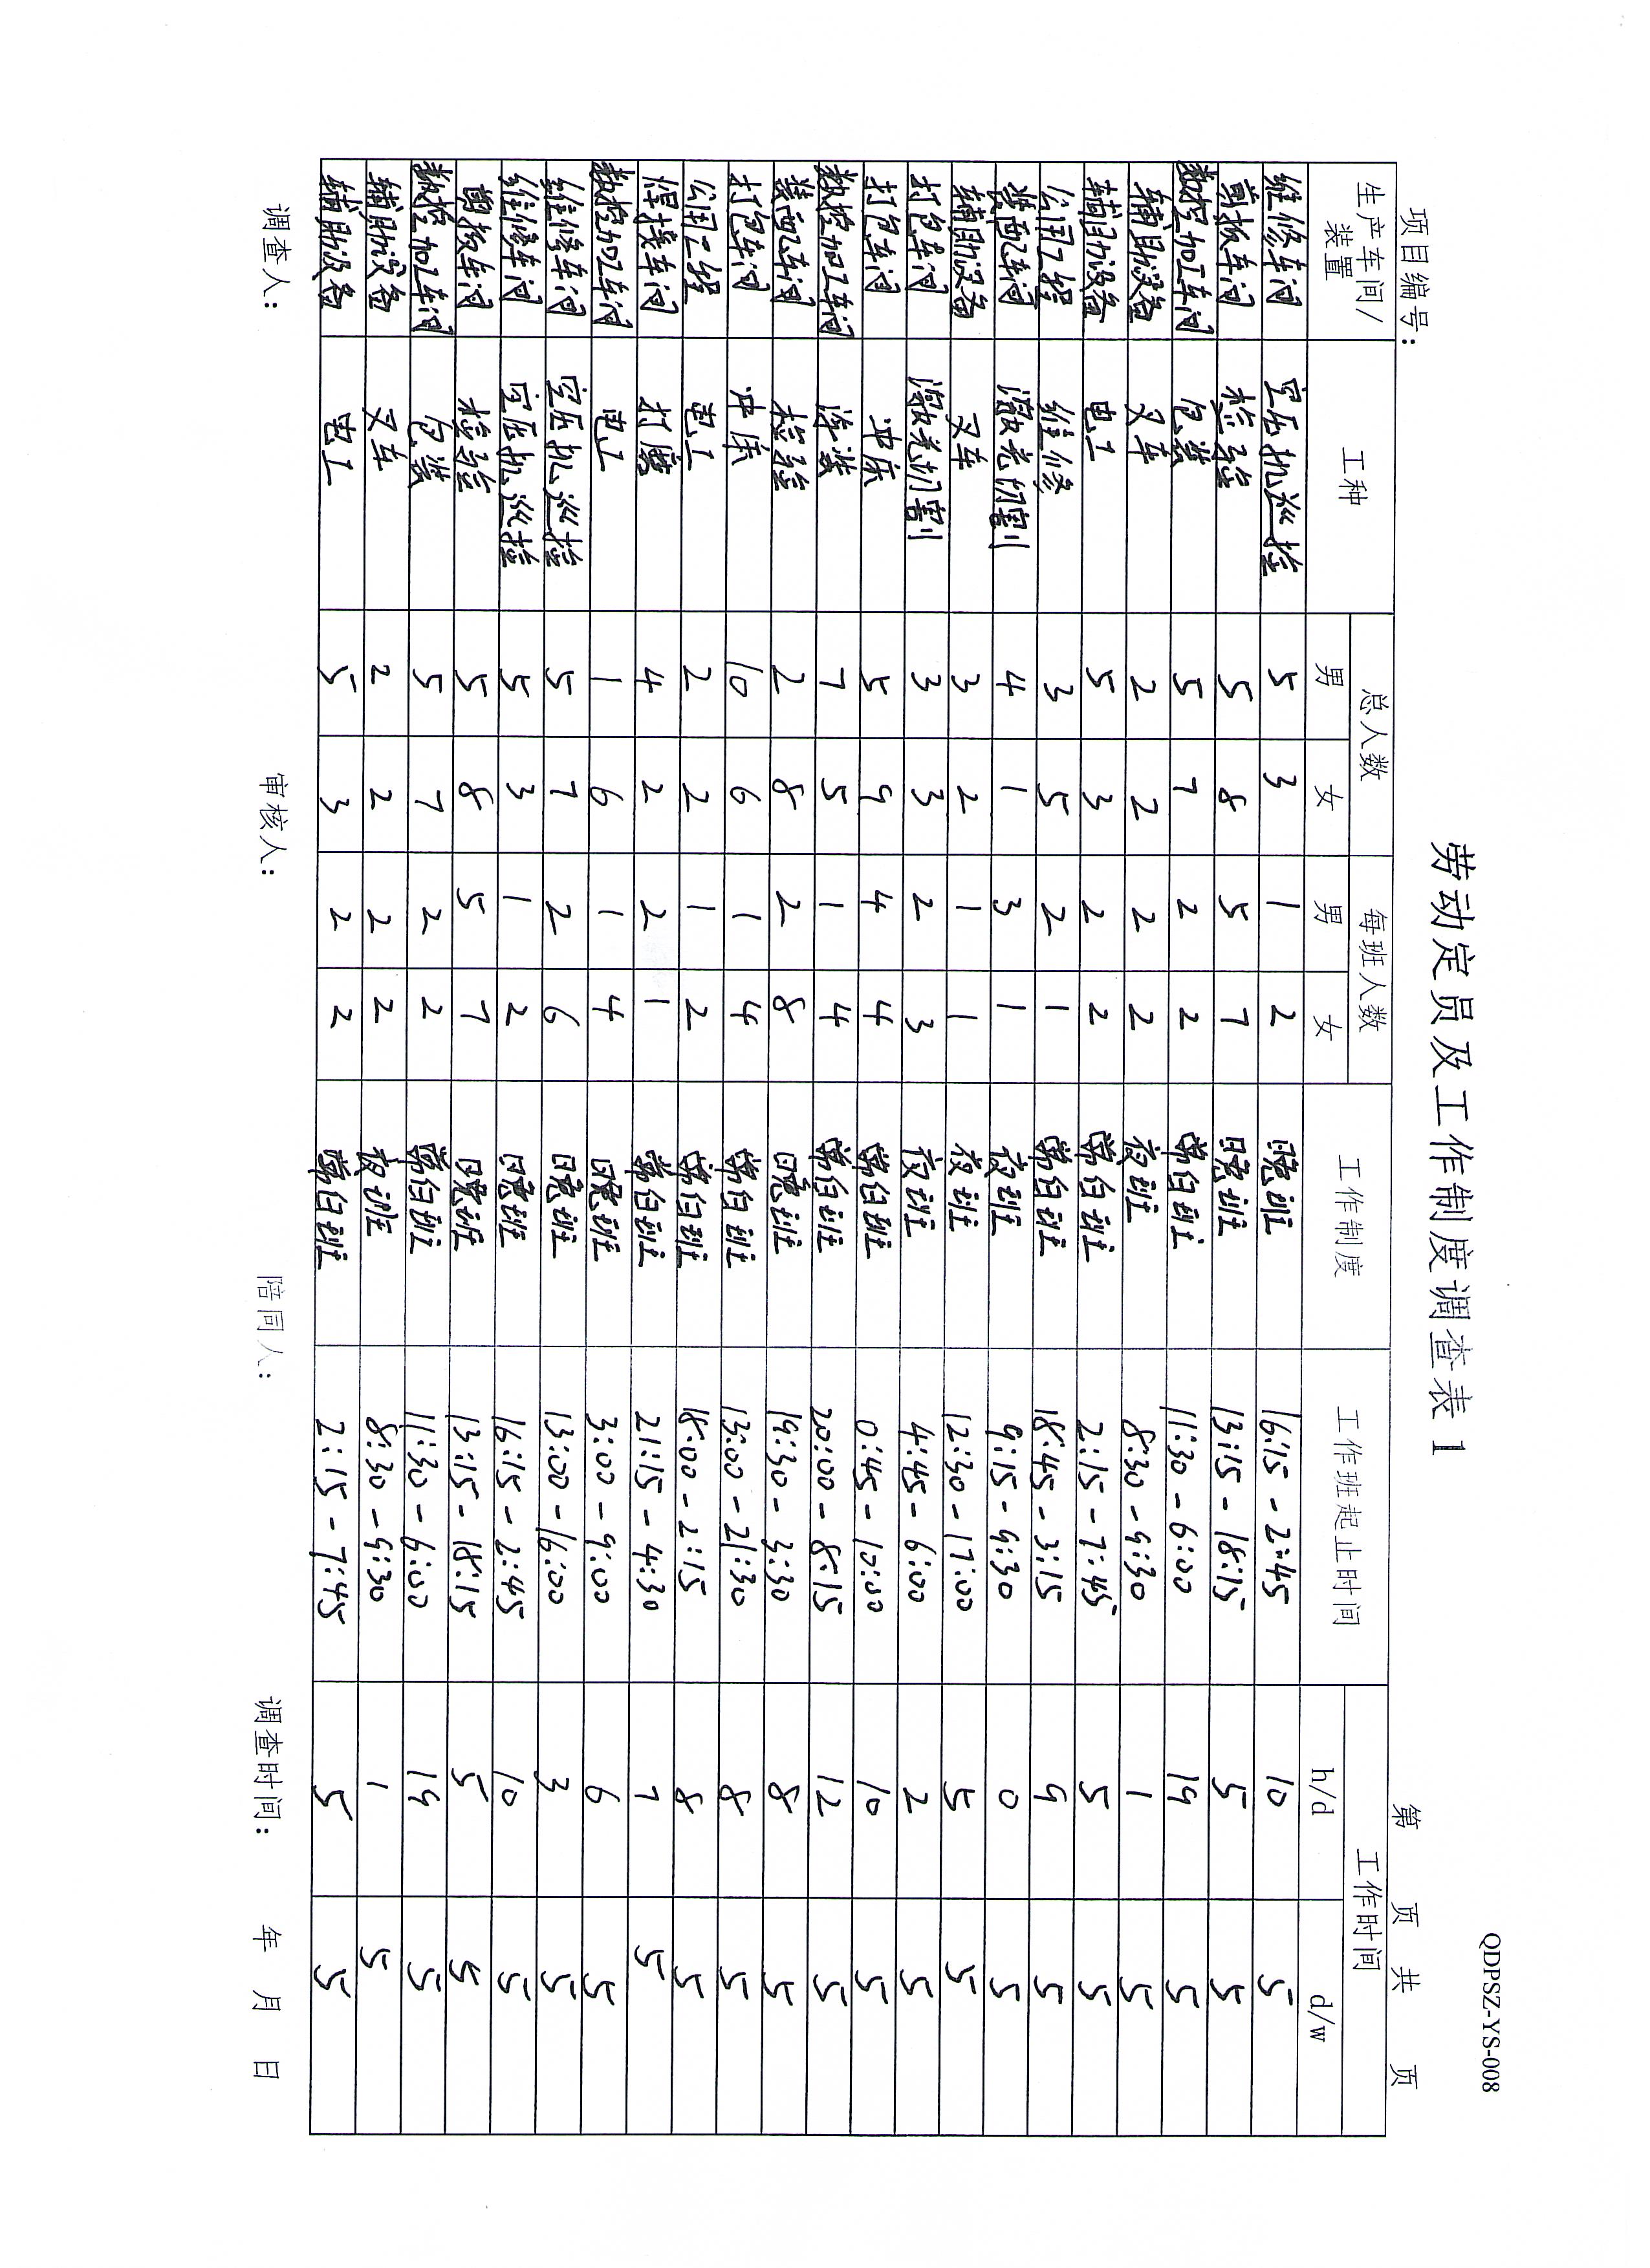 QDPSZ-YS-008
劳动定员及工作制度调查表1
项目编号： 第 页 共 页
生产车间/装置 工种 总人数 每班人数 工作制度 工作班起止时间 工作时间
男 女 男 女 h/d d/w
维修车间 空压机巡检 5 3 1 2 晚班 16:15-2:45 10 5
剪板车间 检验 5 8 5 7 晚班 13:15-18:15 5 5
数控加工车间 包装 5 7 2 2 常白班 11:30-6:00 19 5
辅助设备 叉车 2 2 2 2 夜班 8:30-9:30 1 5
辅助设备 电工 5 3 2 2 常白班 2:15-7:45 5 5
公用工程 维修 3 5 2 1 常白班 18:45-3:15 9 5
装配车间 激光切割 4 1 3 1 夜班 9:15-9:30 0 5
辅助设备 叉车 3 2 1 1 夜班 12:30-17:00 5 5
打包车间 激光切割 3 3 2 3 夜班 4:45-6:00 2 5
打包车间 冲床 5 9 4 4 常白班 0:45-10:00 10 5
数控加工车间 涂装 7 5 1 4 常白班 20:00-8:15 12 5
装配车间 检验 2 8 2 8 晚班 19:30-3:30 8 5
打包车间 冲床 10 6 1 4 常白班 13:00-21:30 8 5
公用工程 电工 2 2 1 2 常白班 18:00-2:15 8 5
焊接车间 打磨 4 2 2 1 常白班 21:15-4:30 7 5
数控加工车间 电工 1 6 1 4 晚班 3:00-9:00 6 5
维修车间 空压机巡检 5 7 2 6 晚班 13:00-16:00 3 5
维修车间 空压机巡检 5 3 1 2 晚班 16:15-2:45 10 5
剪板车间 检验 5 8 5 7 晚班 13:15-18:15 5 5
数控加工车间 包装 5 7 2 2 常白班 11:30-6:00 19 5
辅助设备 叉车 2 2 2 2 夜班 8:30-9:30 1 5
辅助设备 电工 5 3 2 2 常白班 2:15-7:45 5 5
调查人： 审核人： 陪同人： 调查时间： 年 月 日